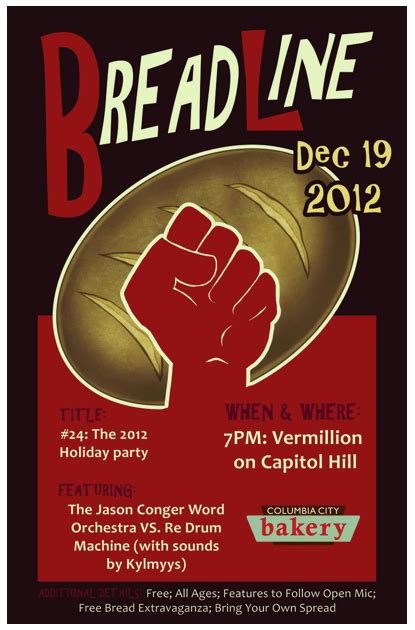 BREADLINE
Dec 19
2012
TITLE:
#24: The 2012
Holiday party
WHEN & WHERE:
7PM: Vermillion
on Capitol Hill
FEATURING:
The Jason Conger Word
Orchestra VS. Re Drum
Machine (with sounds
by Kylmyys)
COLUMBIA CITY
bakery
ADDITIONAL DETAILS: Free; All Ages; Features to Follow Open Mic;
Free Bread Extravaganza; Bring Your Own Spread